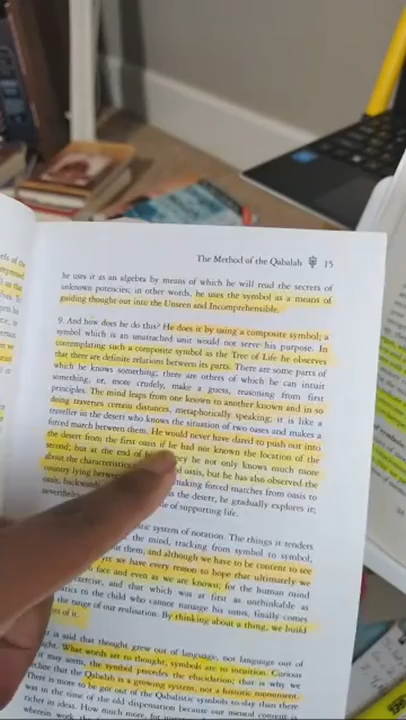 The Method of the Qabalah 15
he uses it as an algebra by means of which he will read the secrets of
unknown potencies; in other words, he uses the symbol as a means of
guiding thought out into the Unseen and Incomprehensible.
9. And how does he do this? He does it by using a composite symbol; a
symbol which is an unattached unit would not serve his purpose. In
contemplating such a composite symbol as the Tree of Life he observes
that there are definite relations between its parts. There are some parts of
which he knows something; there are others of which he can intuit
something, or, more crudely, make a guess, reasoning from first
principles. The mind leaps from one known to another known and in so
doing traverses certain distances, metaphorically speaking; it is like a
traveller in the desert who knows the situation of two oases and makes a
forced march between them. He would never have dared to push out into
the desert from the first oasis if he had not known the location of the
second; but at the end of his journey he not only knows much more
about the characteristics oasis, but he has also observed the
country lying between making forced marches from oasis to
oasis, backwards the desert, he gradually explores it;
nevertheless of supporting life.
system of notation. The things it renders
the mind, tracking from symbol to symbol,
them; and although we have to be content to see
we have every reason to hope that ultimately we
face and even as we are known; for the human mind
exercise, and that which was at first as unthinkable as
to the child who cannot manage his sums, finally comes
the range of our realisation. By thinking about a thing, we build
of it.
it is said that thought grew out of language, not language out of
What words are to thought, symbols are to intuition. Curious
it may seem, the symbol precedes the elucidation; that is why we
declare that the Qabalah is a growing system, not a historic monument.
There is more to be got out of the Qabalistic symbols to-day than there
was in the time of the old dispensation because our mental content is
richer in ideas. How much more, for